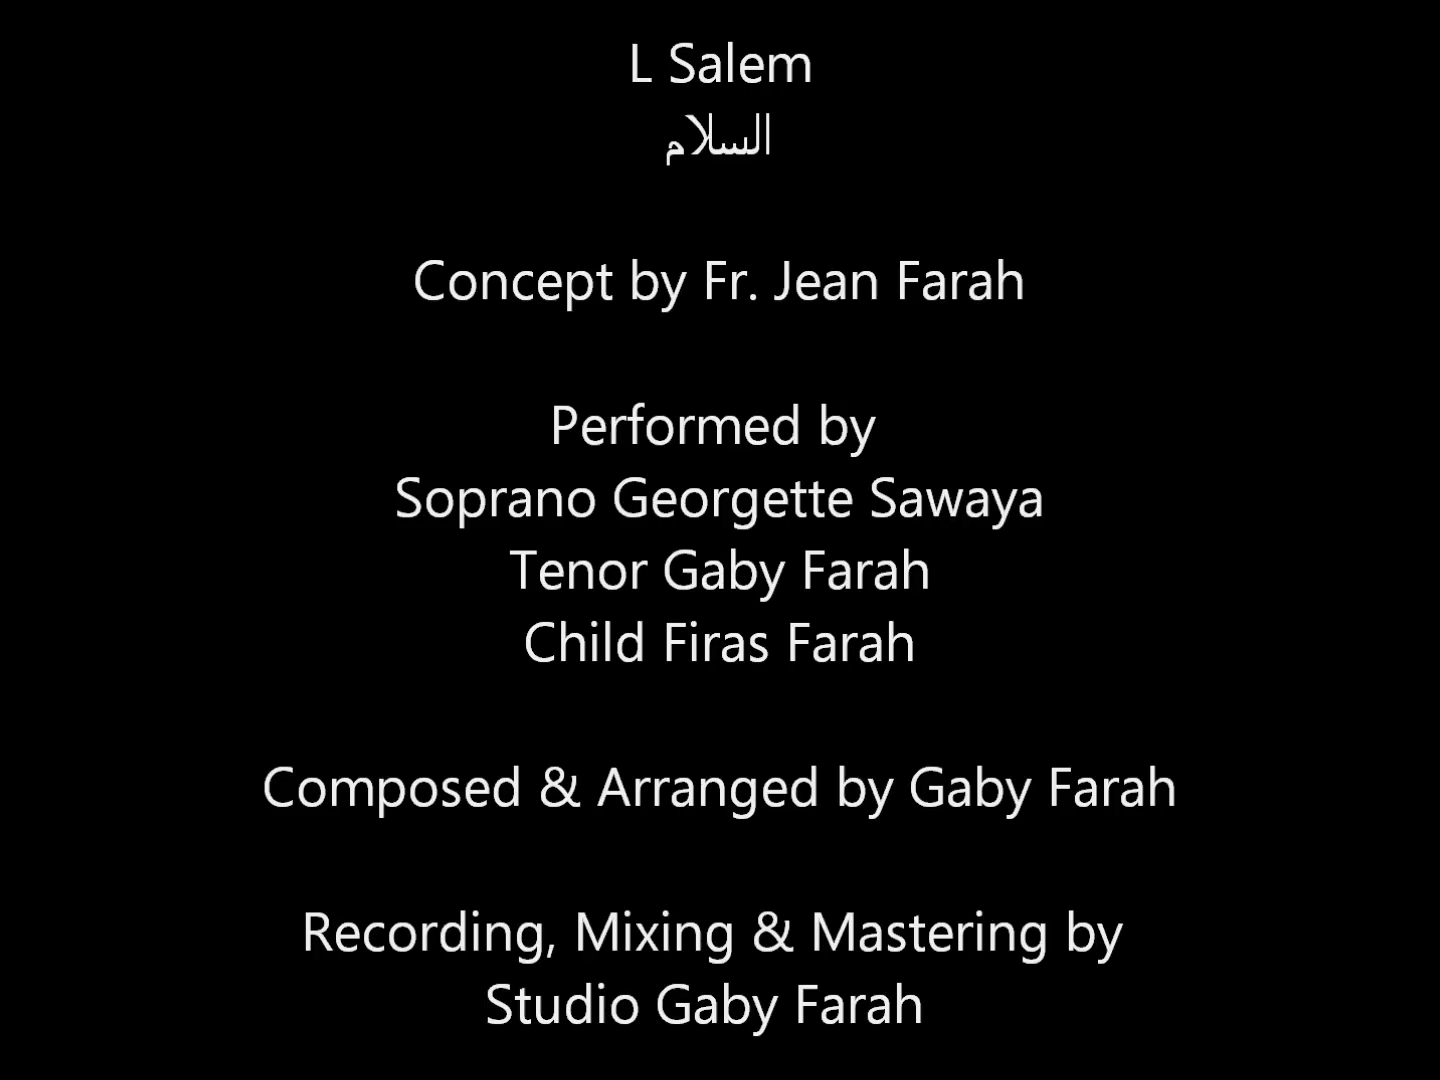 L Salem
السلام
Concept by Fr. Jean Farah
Performed by
Soprano Georgette Sawaya
Tenor Gaby Farah
Child Firas Farah
Composed & Arranged by Gaby Farah
Recording, Mixing & Mastering by
Studio Gaby Farah